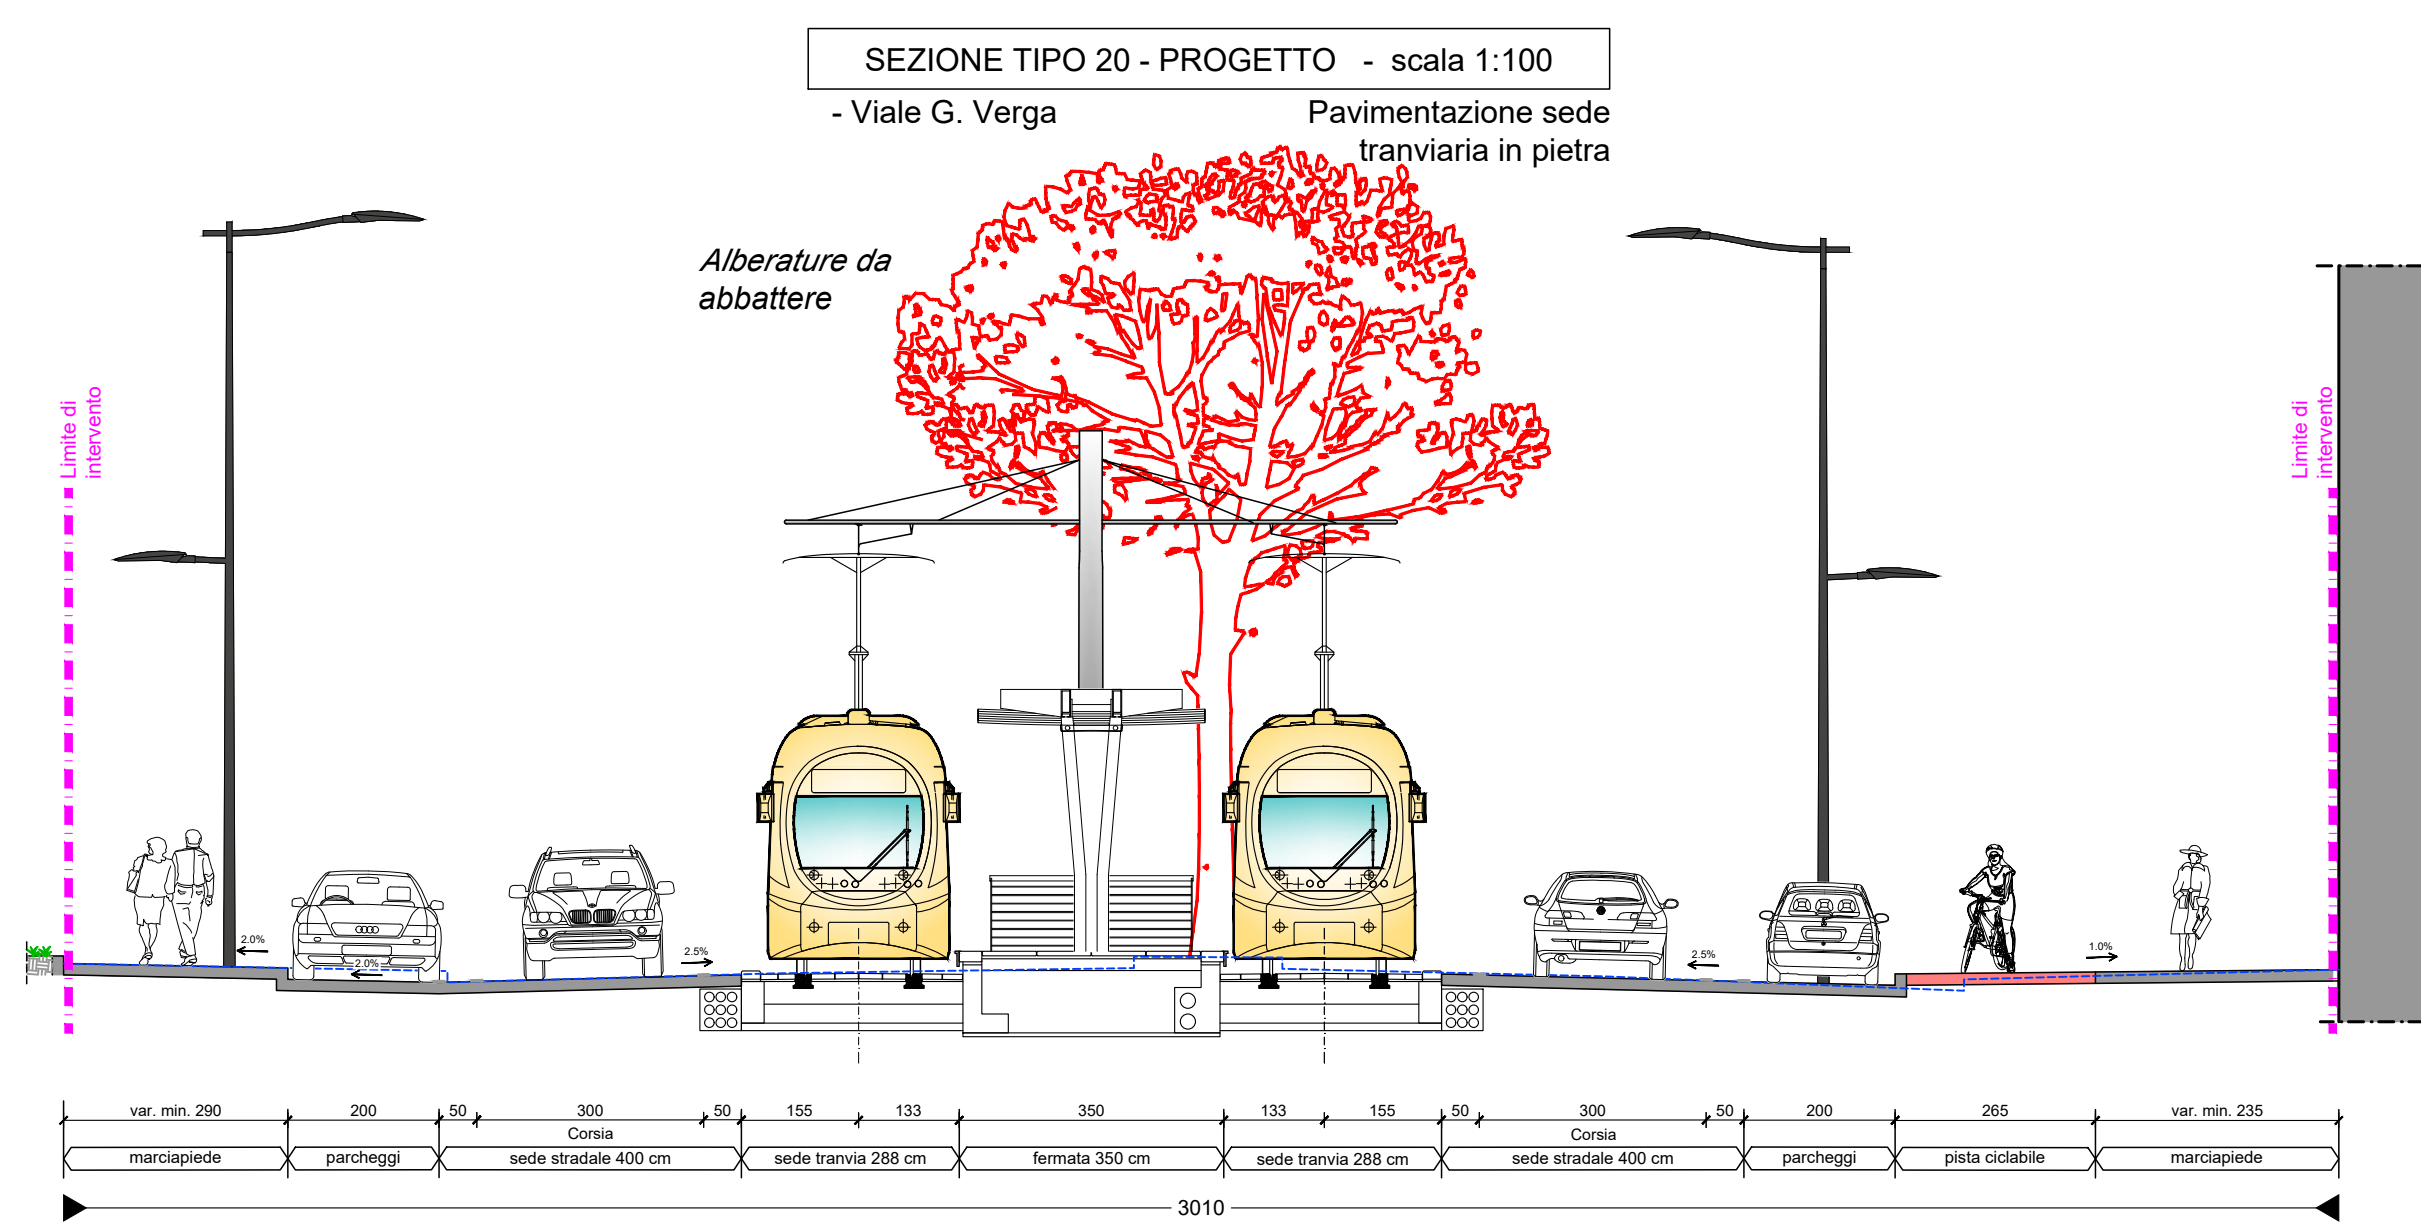 SEZIONE TIPO 20 - PROGETTO - scala 1:100
- Viale G. Verga
Pavimentazione sede
tranviaria in pietra
Alberature da
abbattere
Limite di
intervento
Limite di
intervento
2.0%
2.0%
2.5%
2.5%
1.0%
var. min. 290 200 50 300 50 155 133 350 133 155 50 300 50 200 265 var. min. 235
Corsia Corsia
marciapiede parcheggi sede stradale 400 cm sede tranvia 288 cm fermata 350 cm sede tranvia 288 cm sede stradale 400 cm parcheggi pista ciclabile marciapiede
3010